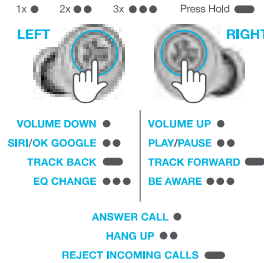 1x ● 2x ●● 3x ●●● Press Hold
LEFT RIGHT
VOLUME DOWN ●
SIRI/OK GOOGLE ●●
TRACK BACK
EQ CHANGE ●●●
VOLUME UP ●
PLAY/PAUSE ●●
TRACK FORWARD
BE AWARE ●●●
ANSWER CALL ●
HANG UP ●●
REJECT INCOMING CALLS